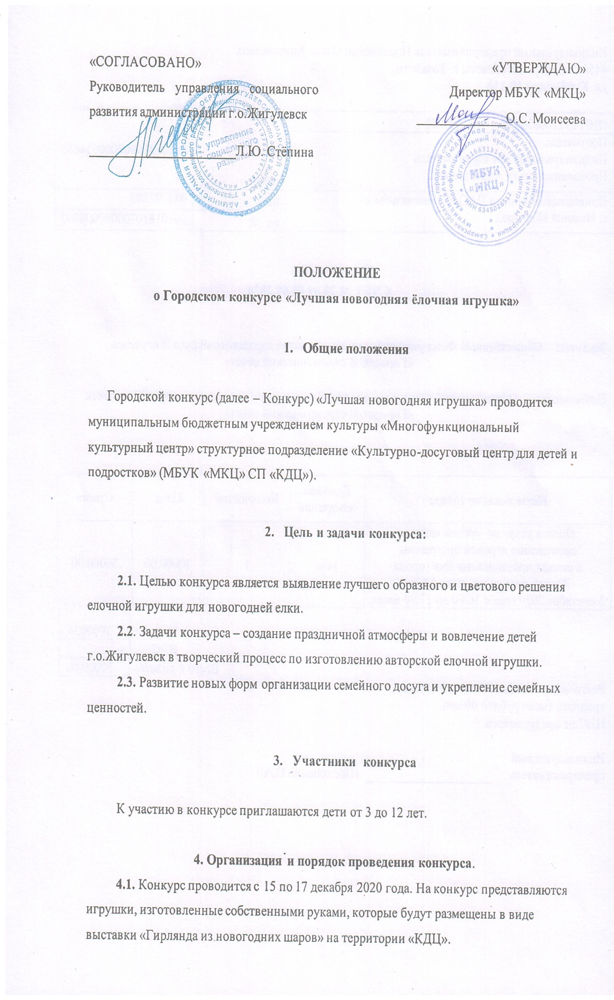 «СОГЛАСОВАНО»
Руководитель управления социального
развития администрации г.о.Жигулевск
Л.Ю. Стёпина
«УТВЕРЖДАЮ»
Директор МБУК «МКЦ»
О.С. Моисеева
управление
социального
развития
МБУК
«МКЦ»
ОГРН 1166313143644
ИНН 6345028512
ПОЛОЖЕНИЕ
о Городском конкурсе «Лучшая новогодняя ёлочная игрушка»
1. Общие положения
Городской конкурс (далее – Конкурс) «Лучшая новогодняя игрушка» проводится
муниципальным бюджетным учреждением культуры «Многофункциональный
культурный центр» структурное подразделение «Культурно-досуговый центр для детей и
подростков» (МБУК «МКЦ» СП «КДЦ»).
2. Цель и задачи конкурса:
2.1. Целью конкурса является выявление лучшего образного и цветового решения
елочной игрушки для новогодней елки.
2.2. Задачи конкурса – создание праздничной атмосферы и вовлечение детей
г.о.Жигулевск в творческий процесс по изготовлению авторской елочной игрушки.
2.3. Развитие новых форм организации семейного досуга и укрепление семейных
ценностей.
3. Участники конкурса
К участию в конкурсе приглашаются дети от 3 до 12 лет.
4. Организация и порядок проведения конкурса.
4.1. Конкурс проводится с 15 по 17 декабря 2020 года. На конкурс представляются
игрушки, изготовленные собственными руками, которые будут размещены в виде
выставки «Гирлянда из новогодних шаров» на территории «КДЦ».